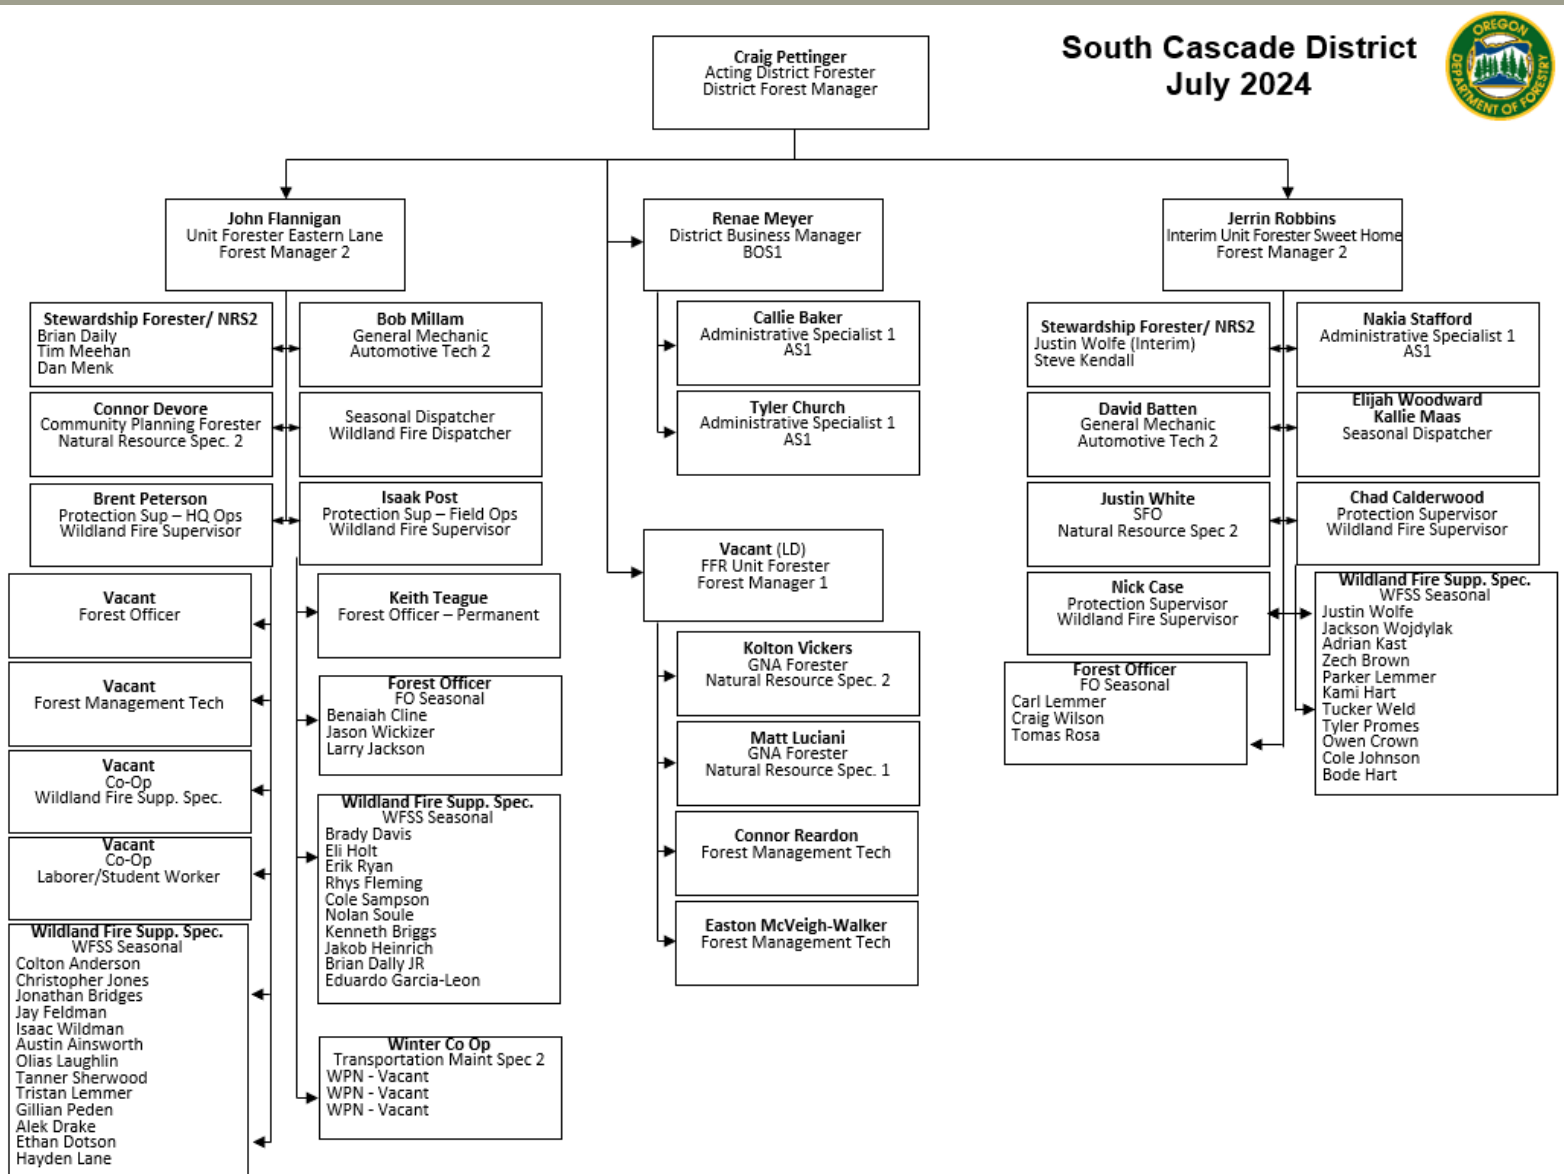 South Cascade District
July 2024
OREGON
DEPARTMENT OF FORESTRY
Craig Pettinger
Acting District Forester
District Forest Manager
John Flannigan
Unit Forester Eastern Lane
Forest Manager 2
Stewardship Forester/ NRS2
Brian Daily
Tim Meehan
Dan Menk
Bob Millam
General Mechanic
Automotive Tech 2
Connor Devore
Community Planning Forester
Natural Resource Spec. 2
Seasonal Dispatcher
Wildland Fire Dispatcher
Brent Peterson
Protection Sup – HQ Ops
Wildland Fire Supervisor
Isaak Post
Protection Sup – Field Ops
Wildland Fire Supervisor
Vacant
Forest Officer
Vacant
Forest Management Tech
Vacant
Co-Op
Wildland Fire Supp. Spec.
Vacant
Co-Op
Laborer/Student Worker
Wildland Fire Supp. Spec.
WFSS Seasonal
Colton Anderson
Christopher Jones
Jonathan Bridges
Jay Feldman
Isaac Wildman
Austin Ainsworth
Olias Laughlin
Tanner Sherwood
Tristan Lemmer
Gillian Peden
Alek Drake
Ethan Dotson
Hayden Lane
Keith Teague
Forest Officer – Permanent
Forest Officer
FO Seasonal
Benaiah Cline
Jason Wickizer
Larry Jackson
Wildland Fire Supp. Spec.
WFSS Seasonal
Brady Davis
Eli Holt
Erik Ryan
Rhys Fleming
Cole Sampson
Nolan Soule
Kenneth Briggs
Jakob Heinrich
Brian Dally JR
Eduardo Garcia-Leon
Winter Co Op
Transportation Maint Spec 2
WPN - Vacant
WPN - Vacant
WPN - Vacant
Renae Meyer
District Business Manager
BOS1
Callie Baker
Administrative Specialist 1
AS1
Tyler Church
Administrative Specialist 1
AS1
Vacant (LD)
FFR Unit Forester
Forest Manager 1
Kolton Vickers
GNA Forester
Natural Resource Spec. 2
Matt Luciani
GNA Forester
Natural Resource Spec. 1
Connor Reardon
Forest Management Tech
Easton McVeigh-Walker
Forest Management Tech
Jerrin Robbins
Interim Unit Forester Sweet Home
Forest Manager 2
Stewardship Forester/ NRS2
Justin Wolfe (Interim)
Steve Kendall
Nakia Stafford
Administrative Specialist 1
AS1
David Batten
General Mechanic
Automotive Tech 2
Elijah Woodward
Kallie Maas
Seasonal Dispatcher
Justin White
SFO
Natural Resource Spec 2
Chad Calderwood
Protection Supervisor
Wildland Fire Supervisor
Nick Case
Protection Supervisor
Wildland Fire Supervisor
Forest Officer
FO Seasonal
Carl Lemmer
Craig Wilson
Tomas Rosa
Wildland Fire Supp. Spec.
WFSS Seasonal
Justin Wolfe
Jackson Wojdylak
Adrian Kast
Zech Brown
Parker Lemmer
Kami Hart
Tucker Weld
Tyler Promes
Owen Crown
Cole Johnson
Bode Hart